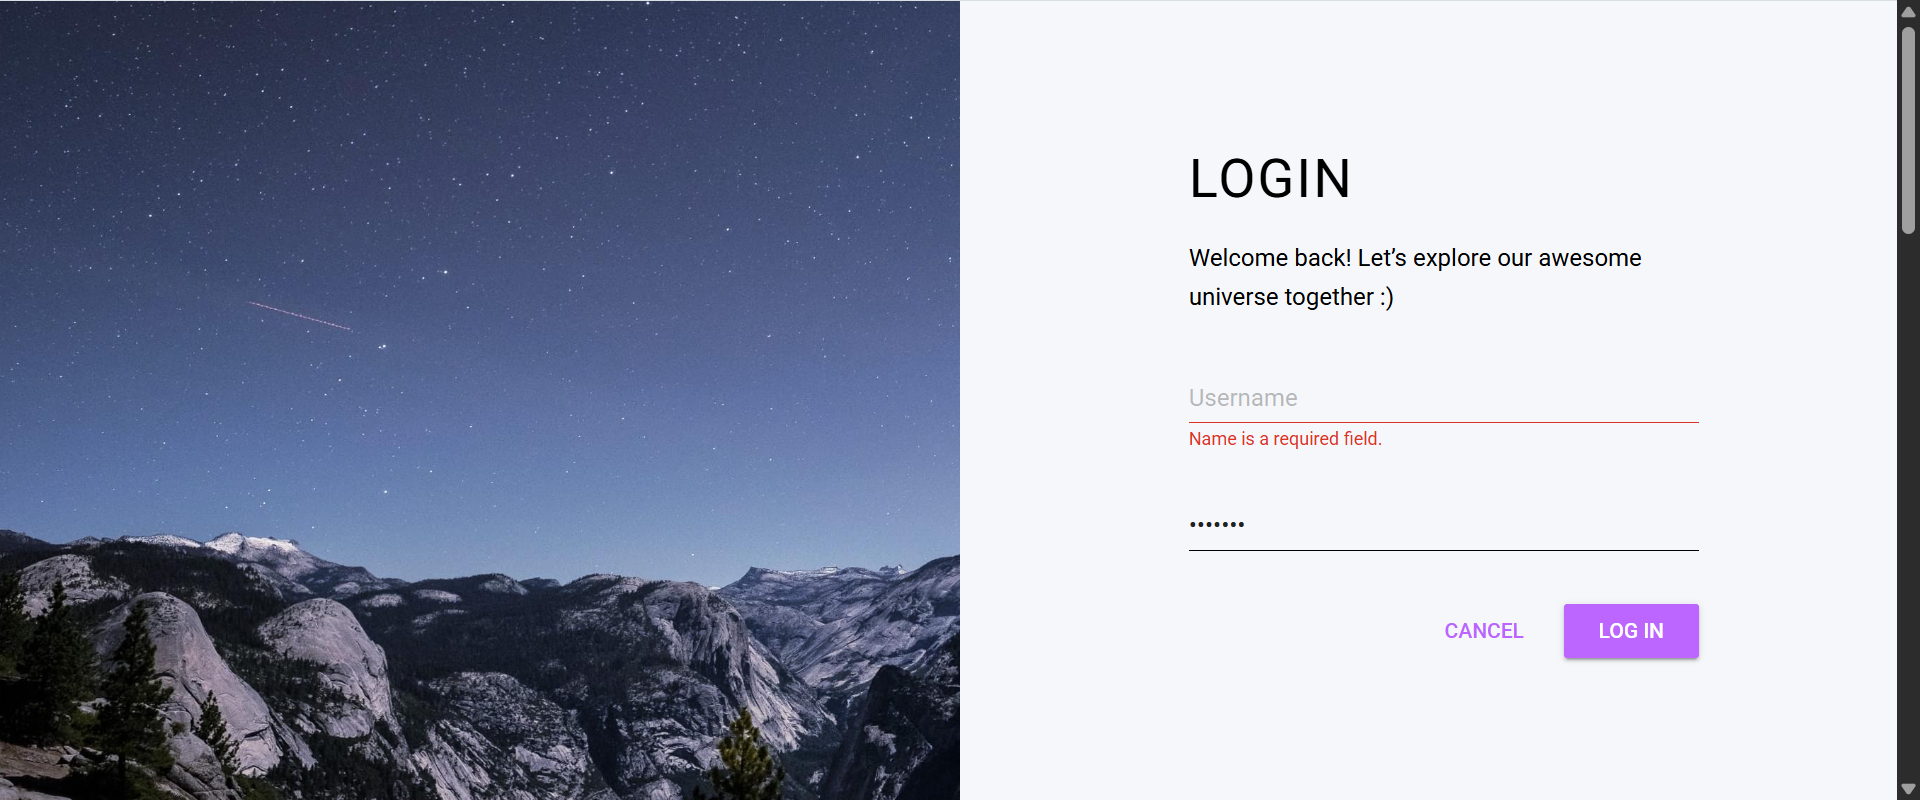 LOGIN
Welcome back! Let’s explore our awesome
universe together :)
Username
Name is a required field.
•••••••
CANCEL
LOG IN